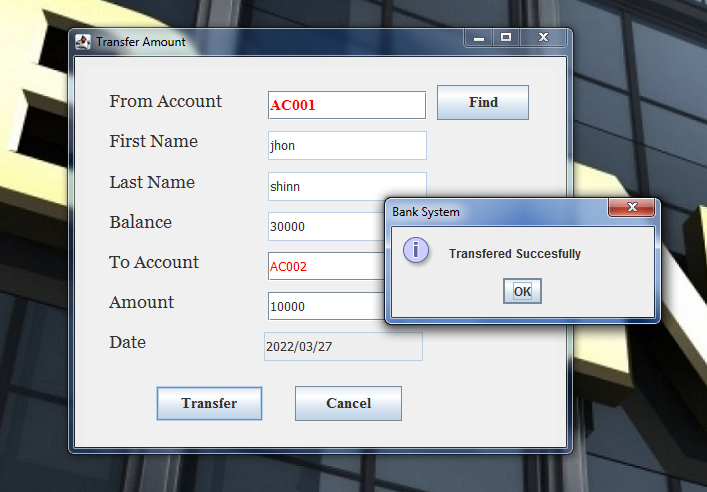 Transfer Amount
From Account AC001 Find
First Name jhon
Last Name shinn
Balance 30000
To Account AC002
Amount 10000
Date 2022/03/27
Transfer Cancel
Bank System
Transfered Succesfully
OK